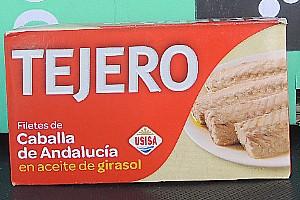 TEJERO
Filetes de
Caballa
de Andalucía
en aceite de girasol
USISA